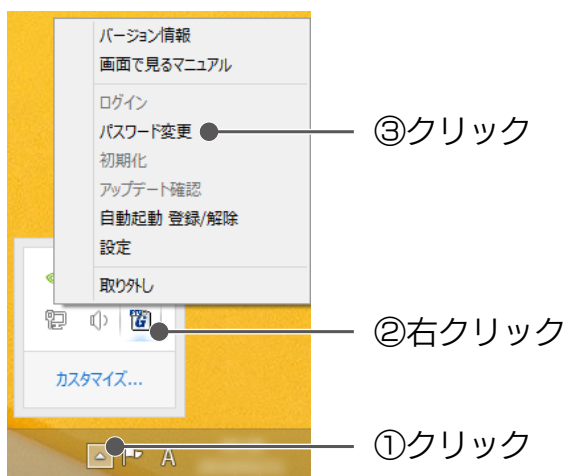 バージョン情報
画面で見るマニュアル
ログイン
パスワード変更
③クリック
初期化
アップデート確認
自動起動 登録/解除
設定
取り外し
②右クリック
カスタマイズ...
①クリック
A